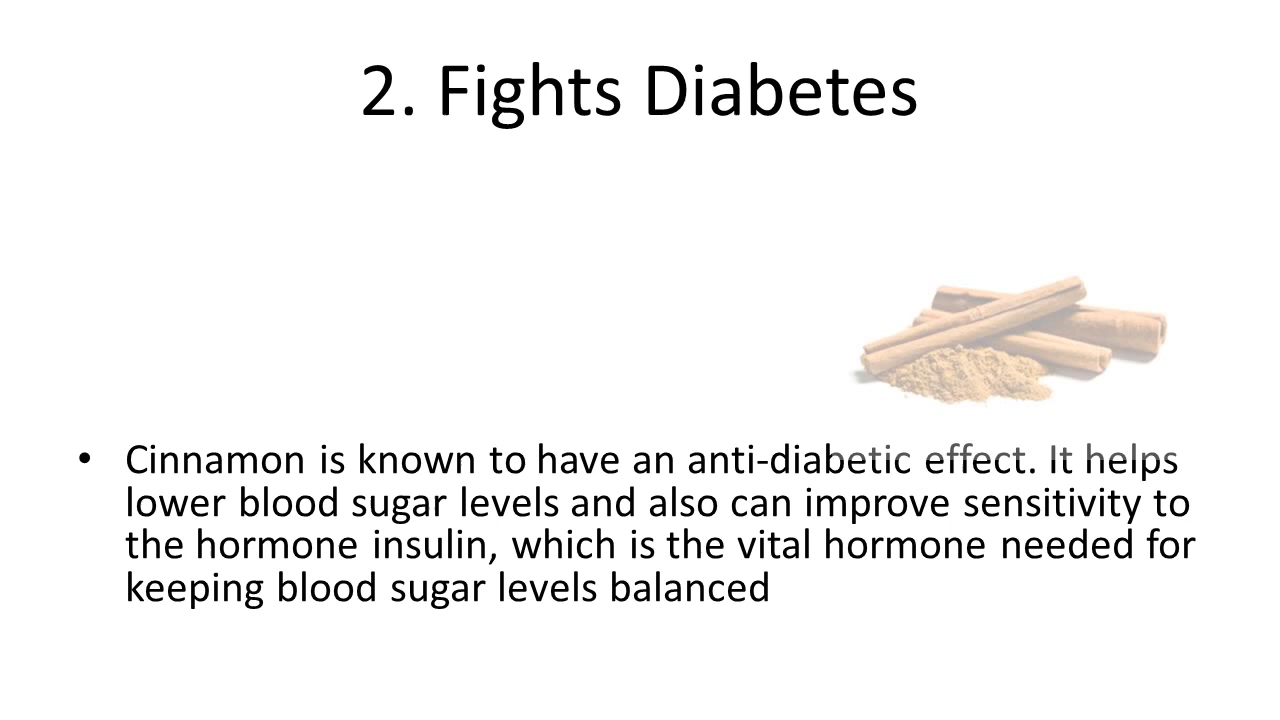 2. Fights Diabetes
• Cinnamon is known to have an anti-diabetic effect. It helps
lower blood sugar levels and also can improve sensitivity to
the hormone insulin, which is the vital hormone needed for
keeping blood sugar levels balanced